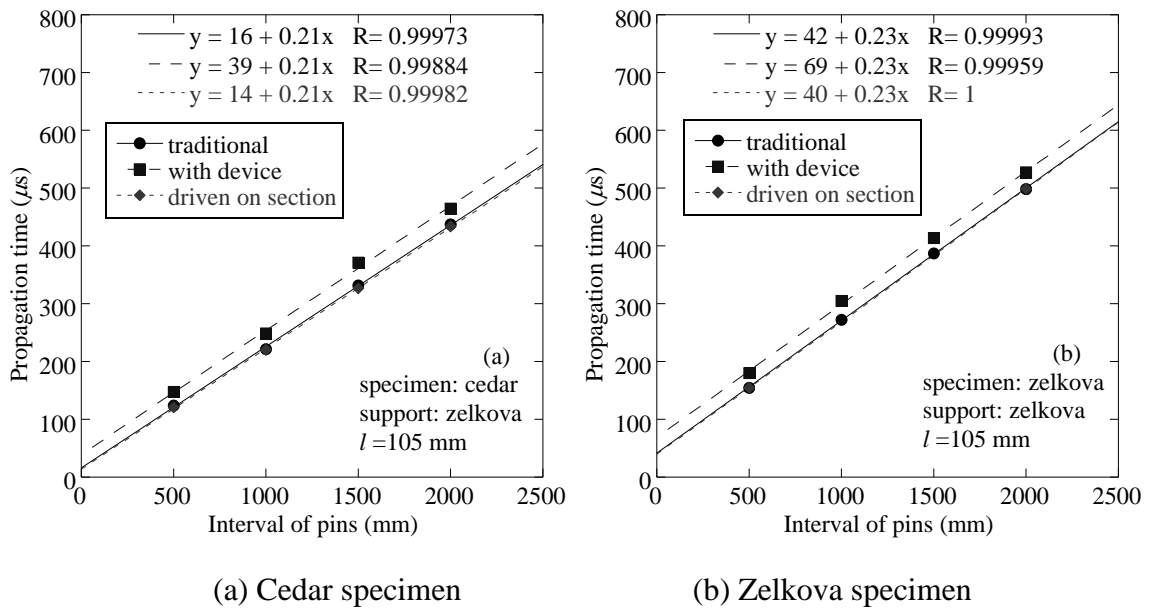 800
700
600
500
400
300
200
100
0
Propagation time (μs)
y = 16 + 0.21x R= 0.99973
y = 39 + 0.21x R= 0.99884
y = 14 + 0.21x R= 0.99982
traditional
with device
driven on section
(a)
specimen: cedar
support: zelkova
l =105 mm
0 500 1000 1500 2000 2500
Interval of pins (mm)
800
700
600
500
400
300
200
100
0
Propagation time (μs)
y = 42 + 0.23x R= 0.99993
y = 69 + 0.23x R= 0.99959
y = 40 + 0.23x R= 1
traditional
with device
driven on section
(b)
specimen: zelkova
support: zelkova
l =105 mm
0 500 1000 1500 2000 2500
Interval of pins (mm)
(a) Cedar specimen
(b) Zelkova specimen